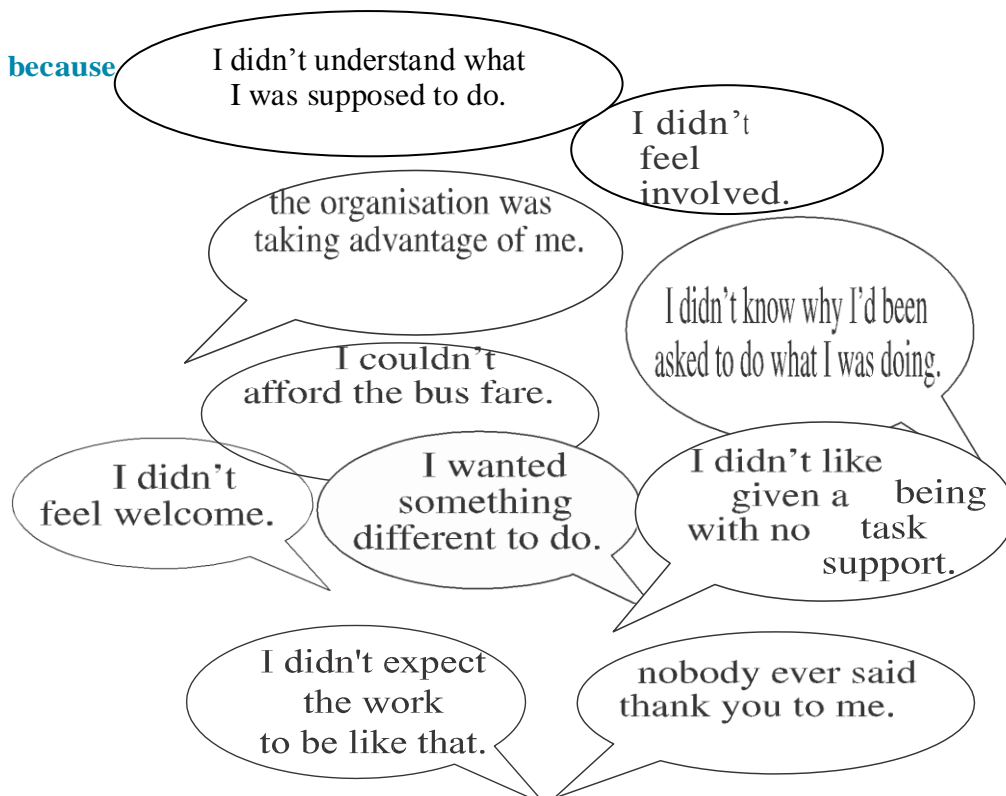 because
I didn’t understand what
I was supposed to do.
I didn’t
feel
involved.
the organisation was
taking advantage of me.
I didn’t know why I’d been
asked to do what I was doing.
I couldn’t
afford the bus fare.
I didn’t
feel welcome.
I wanted
something
different to do.
I didn’t like
given a being
with no task
support.
I didn't expect
the work
to be like that.
nobody ever said
thank you to me.